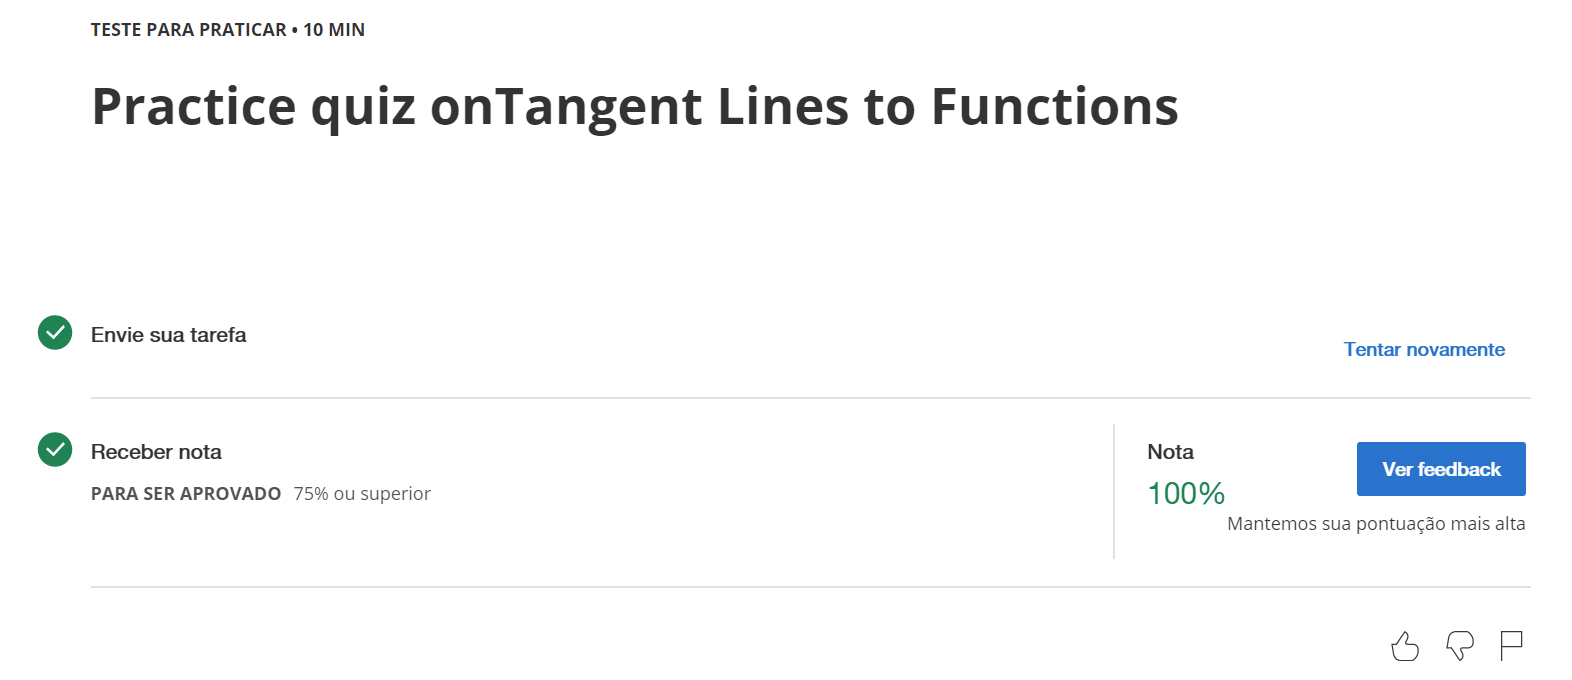 TESTE PARA PRATICAR • 10 MIN
Practice quiz onTangent Lines to Functions
Envie sua tarefa
Tentar novamente
Receber nota
PARA SER APROVADO 75% ou superior
Nota
100%
Ver feedback
Mantemos sua pontuação mais alta